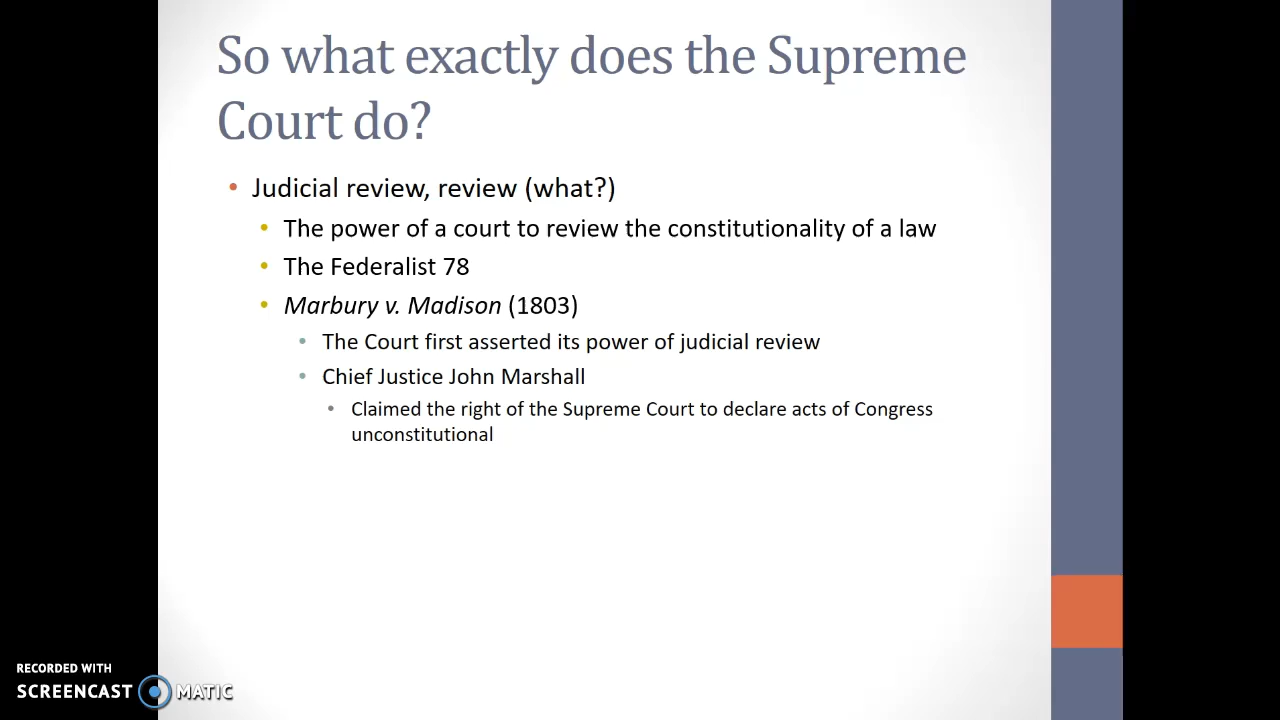 So what exactly does the Supreme
Court do?
• Judicial review, review (what?)
• The power of a court to review the constitutionality of a law
• The Federalist 78
• Marbury v. Madison (1803)
• The Court first asserted its power of judicial review
• Chief Justice John Marshall
• Claimed the right of the Supreme Court to declare acts of Congress
unconstitutional
RECORDED WITH
SCREENCAST MATIC